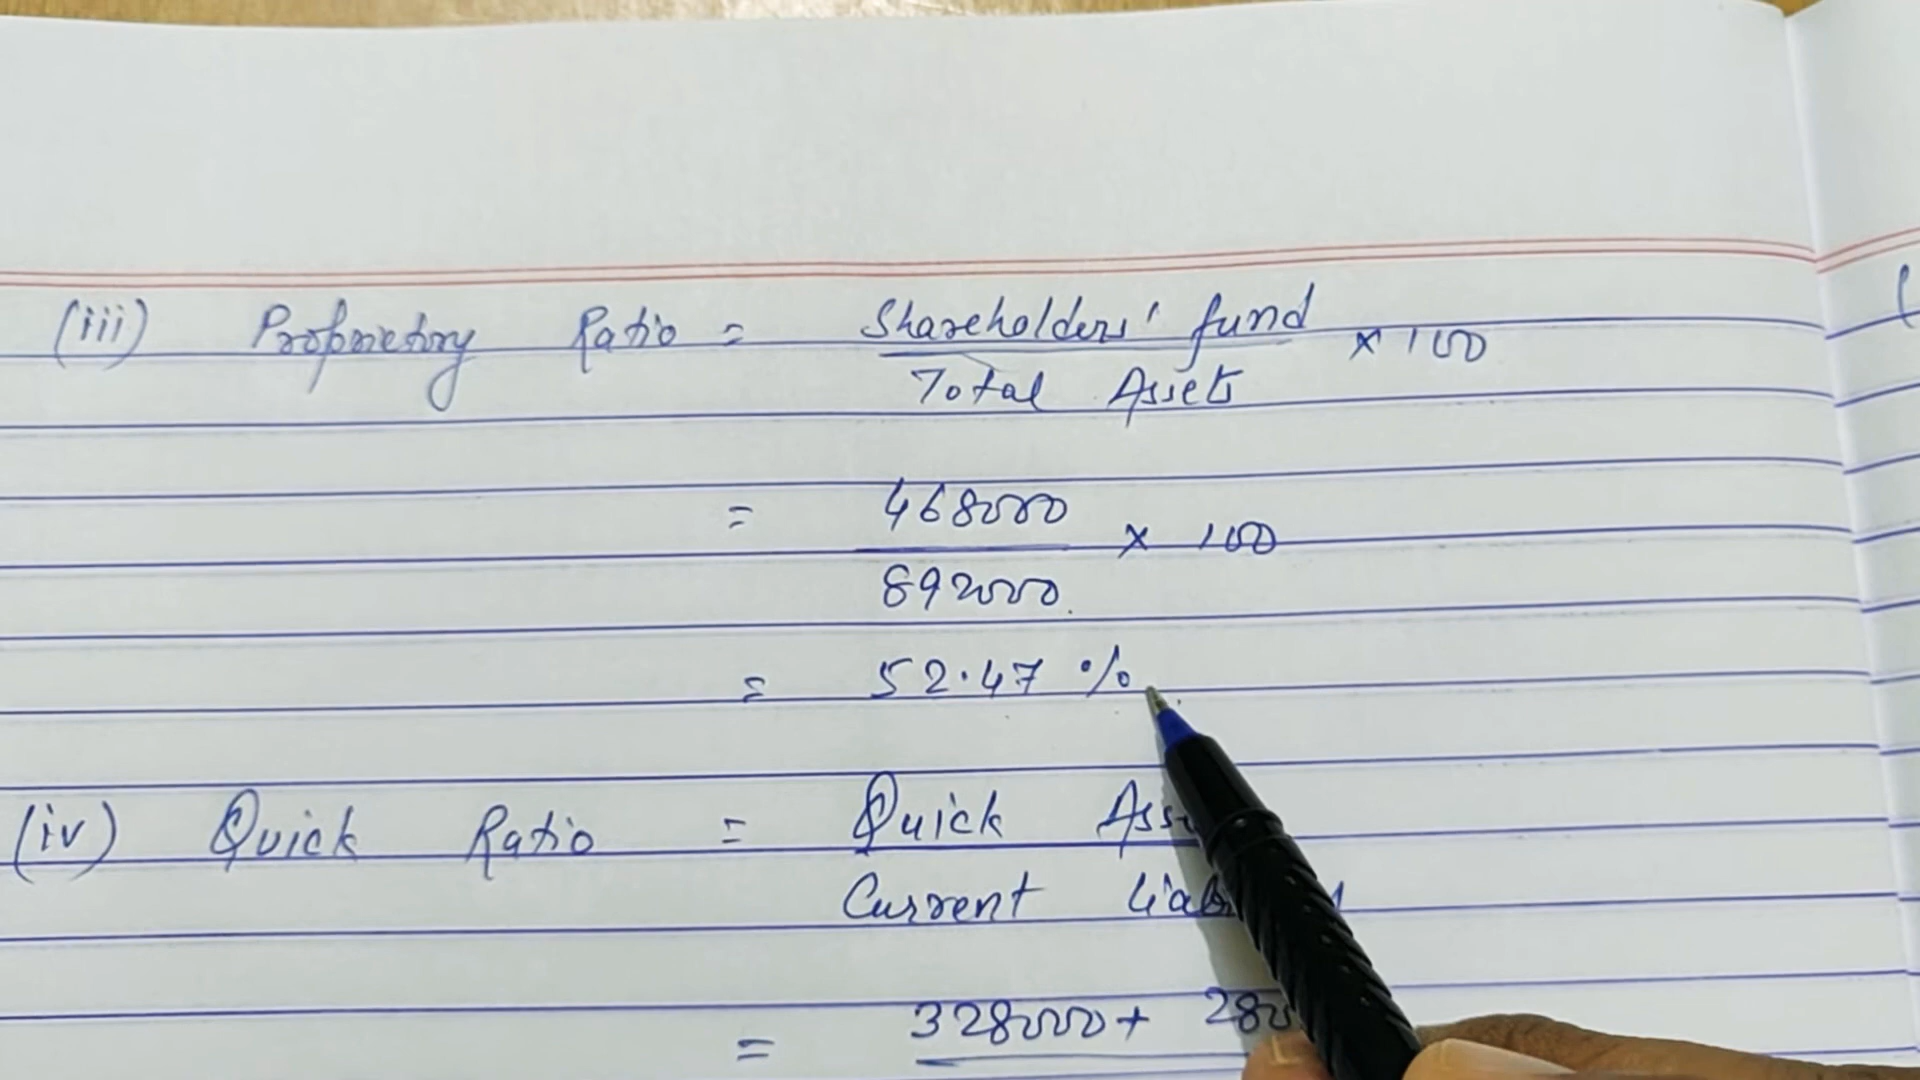 (iii) Proprietory Ratio = Shareholders' fund
Total Assets × 100
= 468000
892000 × 100
= 52.47 %
(iv) Quick Ratio = Quick
Current
= 328000 +